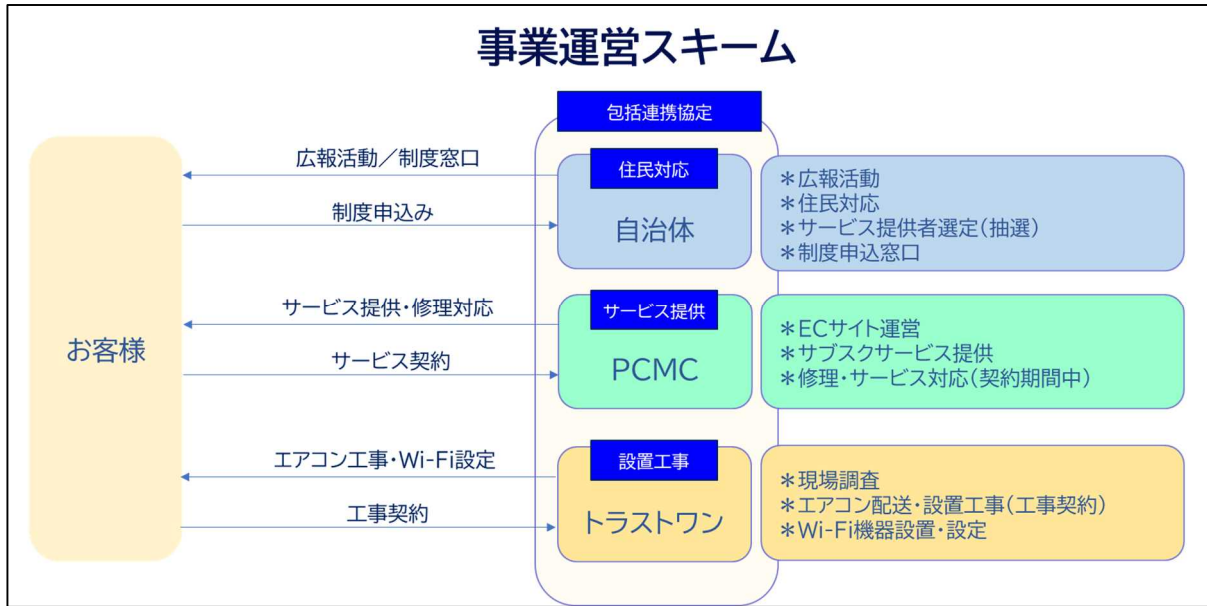 事業運営スキーム
包括連携協定
お客様
広報活動／制度窓口
制度申込み
住民対応
自治体
＊広報活動
＊住民対応
＊サービス提供者選定（抽選）
＊制度申込窓口
サービス提供・修理対応
サービス契約
サービス提供
PCMC
＊ECサイト運営
＊サブスクサービス提供
＊修理・サービス対応（契約期間中）
エアコン工事・Wi-Fi設定
工事契約
設置工事
トラストワン
＊現場調査
＊エアコン配送・設置工事（工事契約）
＊Wi-Fi機器設置・設定